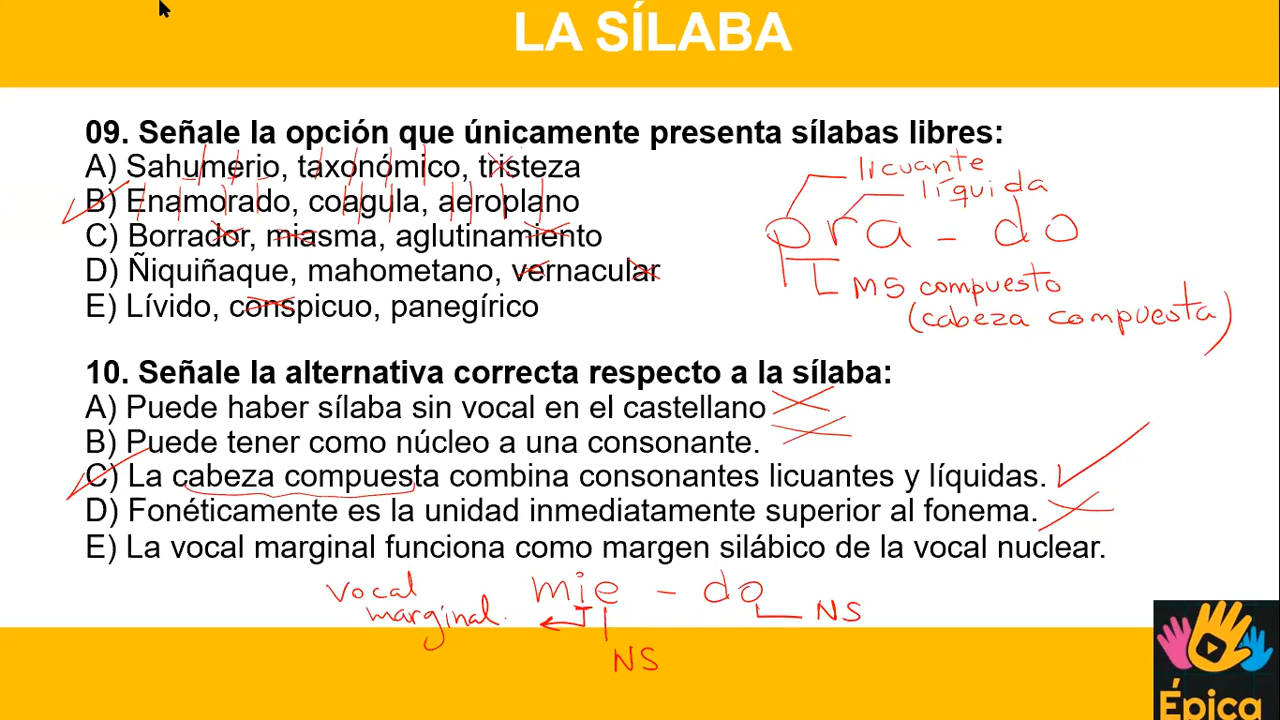 LA SÍLABA
09. Señale la opción que únicamente presenta sílabas libres:
A) Sahumerio, taxonómico, tristeza
B) Enamorado, coagula, aeroplano
C) Borrador, miasma, aglutinamiento
D) Ñiquiñaque, mahometano, vernacular
E) Lívido, conspicuo, panegírico
licuante
líquida
pra - do
MS compuesto
(cabeza compuesta)
10. Señale la alternativa correcta respecto a la sílaba:
A) Puede haber sílaba sin vocal en el castellano
B) Puede tener como núcleo a una consonante.
C) La cabeza compuesta combina consonantes licuantes y líquidas.
D) Fonéticamente es la unidad inmediatamente superior al fonema.
E) La vocal marginal funciona como margen silábico de la vocal nuclear.
vocal
marginal.
mie - do
NS
NS
Épica